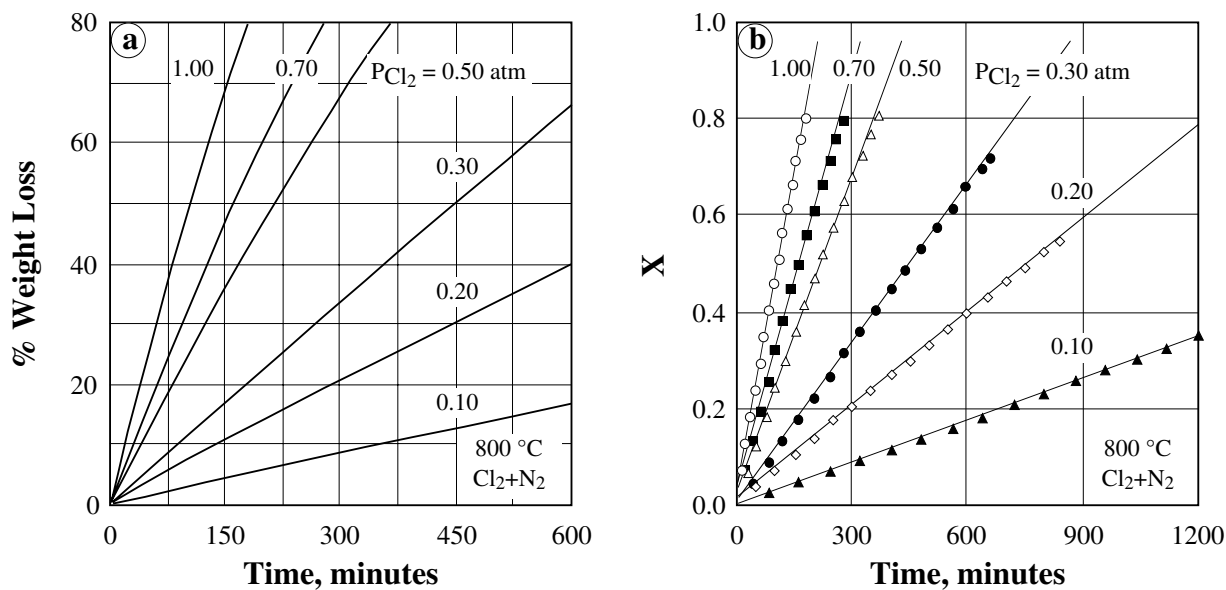 a
80
60
40
20
0
% Weight Loss
1.00
0.70
P_Cl2 = 0.50 atm
0.30
0.20
0.10
800 °C
Cl2+N2
0
150
300
450
600
Time, minutes
b
1.0
0.8
0.6
0.4
0.2
0.0
X
1.00
0.70
0.50
P_Cl2 = 0.30 atm
0.20
0.10
800 °C
Cl2+N2
0
300
600
900
1200
Time, minutes